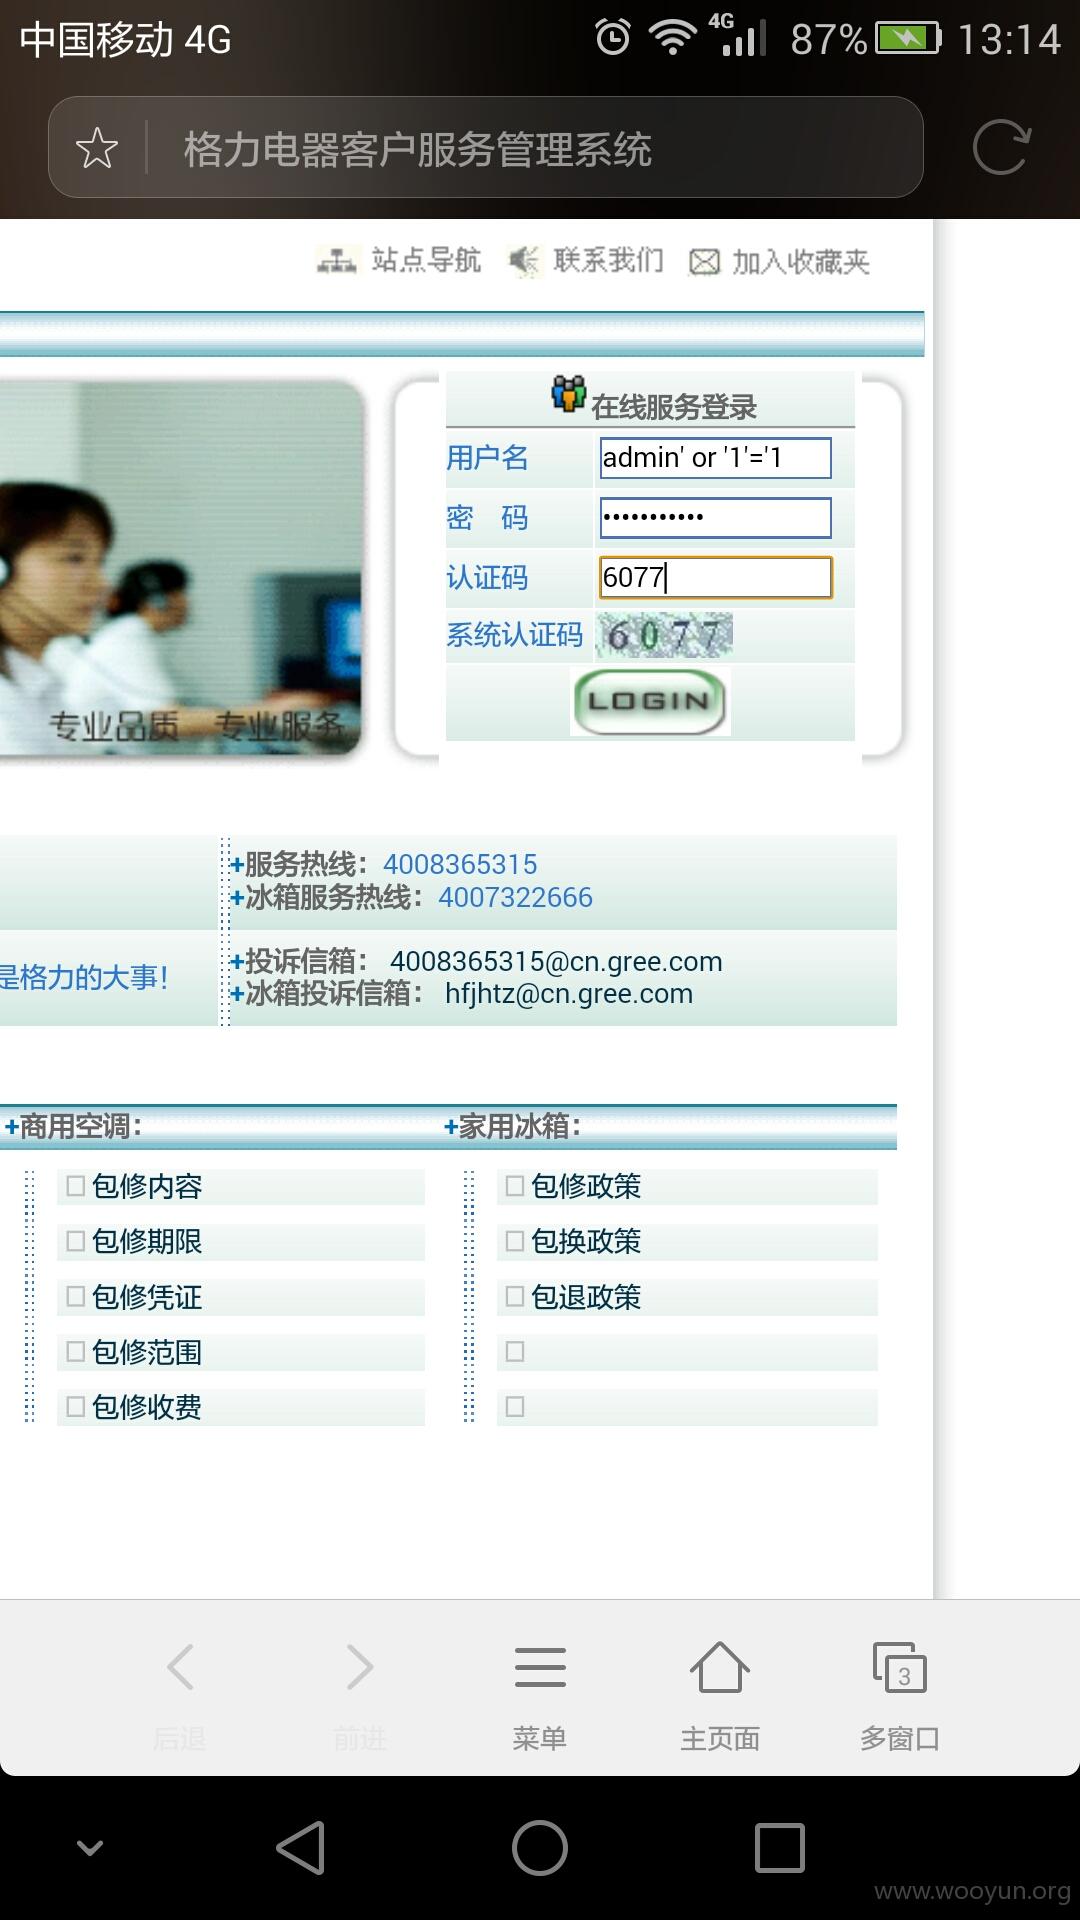 中国移动 4G
4G
87%
13:14
格力电器客户服务管理系统
站点导航 联系我们 加入收藏夹
在线服务登录
用户名 admin' or '1'='1
密 码 •••••••••••
认证码 6077
系统认证码 6077
LOGIN
专业品质 专业服务
+服务热线：4008365315
+冰箱服务热线：4007322666
是格力的大事！
+投诉信箱： 4008365315@cn.gree.com
+冰箱投诉信箱： hfjhtz@cn.gree.com
+商用空调： +家用冰箱：
包修内容 包修政策
包修期限 包换政策
包修凭证 包退政策
包修范围
包修收费
3
后退 前进 菜单 主页面 多窗口
www.wooyun.org